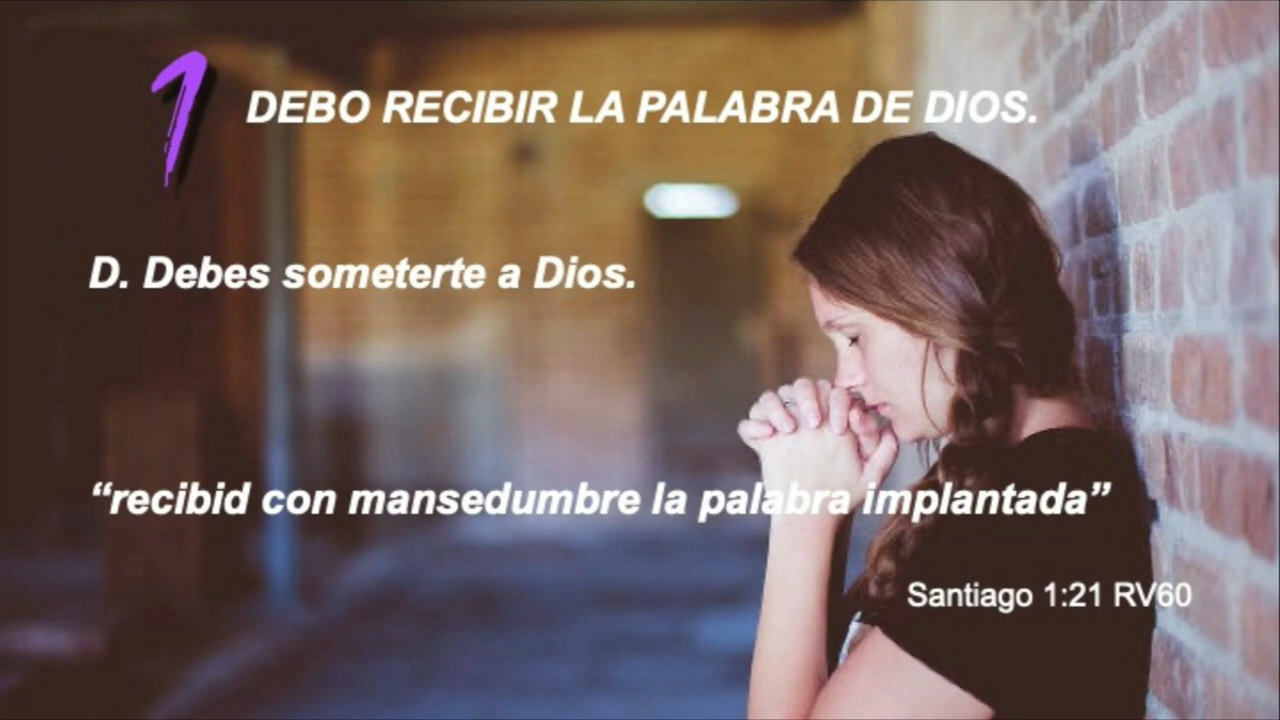 1 DEBO RECIBIR LA PALABRA DE DIOS.
D. Debes someterte a Dios.
“recibid con mansedumbre la palabra implantada”
Santiago 1:21 RV60